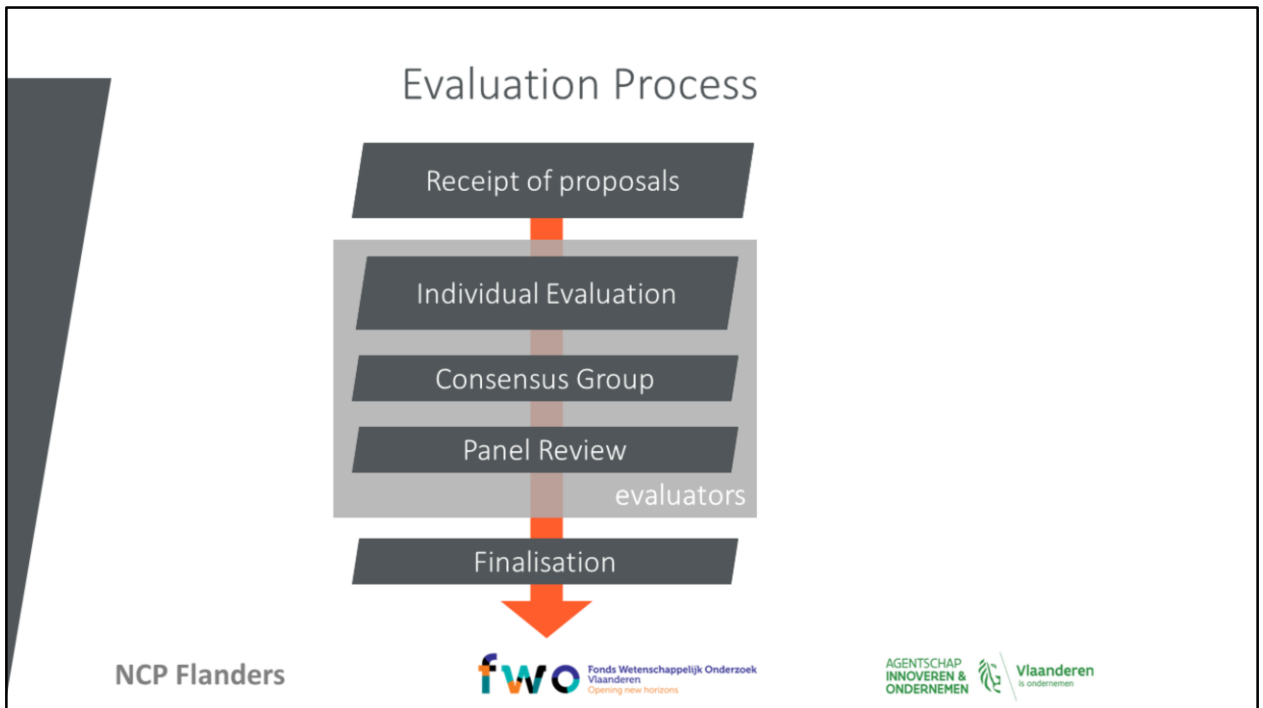 Evaluation Process
Receipt of proposals
Individual Evaluation
Consensus Group
Panel Review
evaluators
Finalisation
NCP Flanders
fwo
Fonds Wetenschappelijk Onderzoek
Vlaanderen
Opening new horizons
AGENTSCHAP
INNOVEREN &
ONDERNEMEN
Vlaanderen
is ondernemen